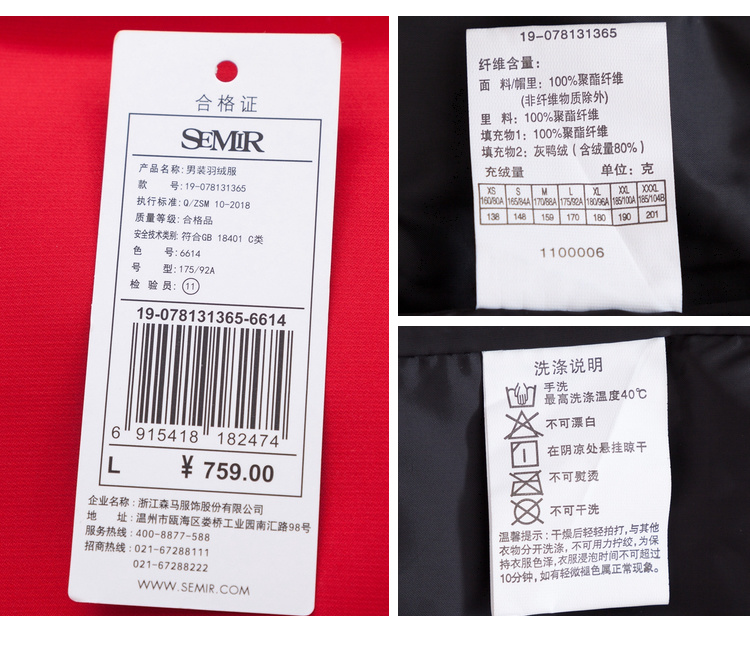 合格证
SEMIR
产品名称:男装羽绒服
款 号:19-078131365
执行标准:Q/ZSM 10-2018
质量等级:合格品
安全技术类别:符合GB 18401 C类
色 号:6614
号 型:175/92A
检 验 员:⑪
19-078131365-6614
6 915418 182474
L ¥ 759.00
企业名称:浙江森马服饰股份有限公司
地 址:温州市瓯海区娄桥工业园南汇路98号
服务热线:400-8877-588
招商热线:021-67288111
021-67288222
WWW.SEMIR.COM
19-078131365
纤维含量:
面 料/帽里:100%聚酯纤维
(非纤维物质除外)
里 料:100%聚酯纤维
填充物1:100%聚酯纤维
填充物2:灰鸭绒(含绒量80%)
充绒量 单位:克
XS S M L XL XXL XXXL
160/80A 165/84A 170/88A 175/92A 180/96A 185/100A 185/104B
138 148 159 170 180 190 201
1100006
洗涤说明
手洗
最高洗涤温度40℃
不可漂白
在阴凉处悬挂晾干
不可熨烫
不可干洗
温馨提示:干燥后轻轻拍打,与其他
衣物分开洗涤,不可用力拧绞,为保
持衣服色泽,衣服浸泡时间不可超过
10分钟,如有轻微褪色属正常现象。